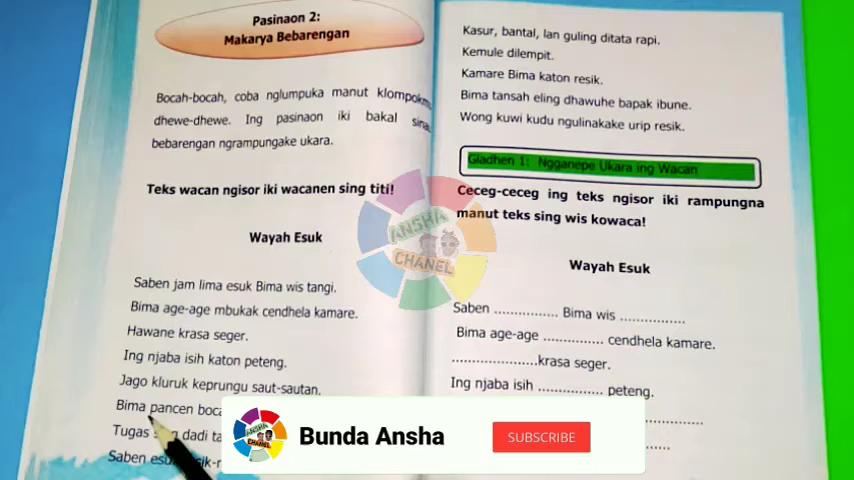 Pasinaon 2:
Makarya Bebarengan
Bocah-bocah, coba nglumpuka manut klompokmu
dhewe-dhewe. Ing pasinaon iki bakal
bebarengan ngrampungake ukara.
Teks wacan ngisor iki wacanen sing titi!
Wayah Esuk
Saben jam lima esuk Bima wis tangi.
Bima age-age mbukak cendhela kamare.
Hawane krasa seger.
Ing njaba isih katon peteng.
Jago kluruk keprungu saut-sautan.
Bima pancen
Tugas dadi
Saben
Kasur, bantal, lan guling ditata rapi.
Kemule dilempit.
Kamare Bima katon resik.
Bima tansah eling dhawuhe bapak ibune.
Wong kuwi kudu ngulinakake urip resik.
Gladhen 1: Ngganepe Ukara ing Wacan
Ceceg-ceceg ing teks ngisor iki rampungna
manut teks sing wis kowaca!
Wayah Esuk
Saben ................ Bima wis ................
Bima age-age ............... cendhela kamare.
.....................krasa seger.
Ing njaba isih ................ peteng.
ANSHA
CHANEL
ANSHA
CHANEL
Bunda Ansha
SUBSCRIBE